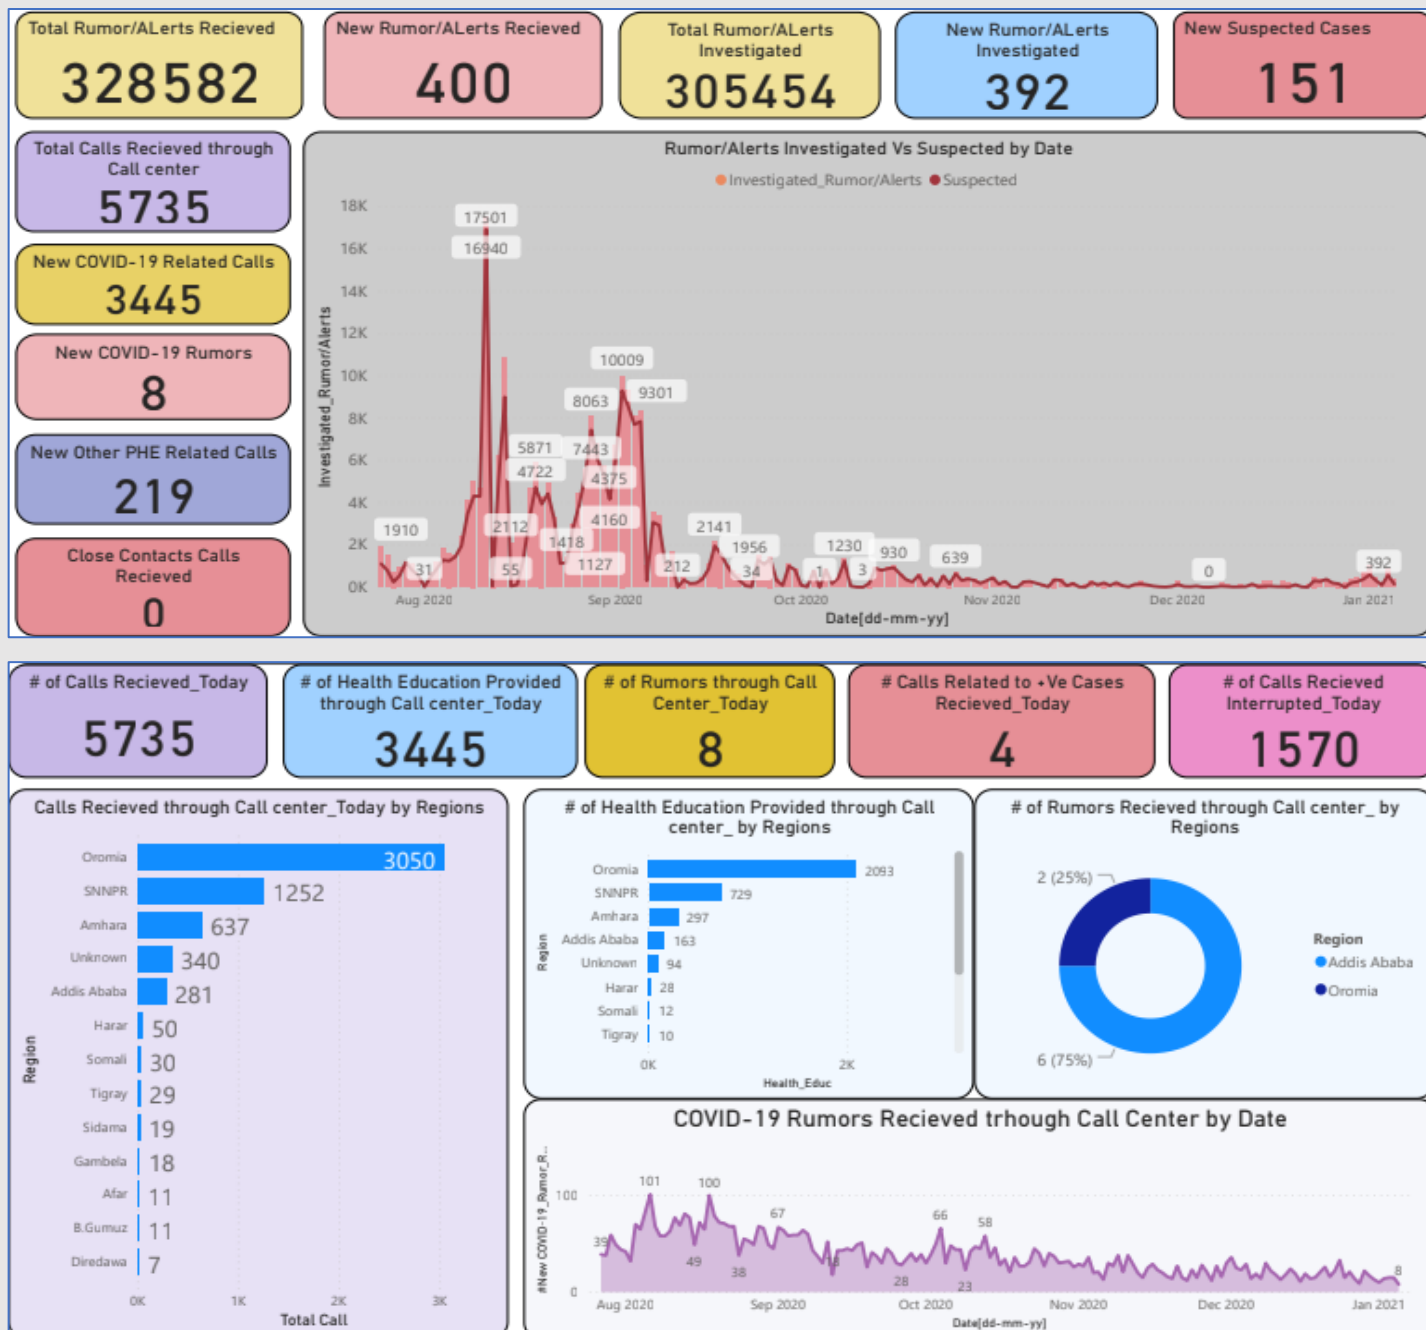 Total Rumor/ALerts Recieved
328582
New Rumor/ALerts Recieved
400
Total Rumor/ALerts
Investigated
305454
New Rumor/ALerts
Investigated
392
New Suspected Cases
151
Total Calls Recieved through
Call center
5735
New COVID-19 Related Calls
3445
New COVID-19 Rumors
8
New Other PHE Related Calls
219
Close Contacts Calls
Recieved
0
Rumor/Alerts Investigated Vs Suspected by Date
Investigated_Rumor/Alerts Suspected
Investigated_Rumor/Alerts
18K
16K
14K
12K
10K
8K
6K
4K
2K
0K
17501
16940
10009
9301
8063
5871
7443
4722
4375
4160
1910
2112
1418
2141
1956
1230
930
639
392
31
55
1127
212
34
1
3
0
Aug 2020 Sep 2020 Oct 2020 Nov 2020 Dec 2020 Jan 2021
Date[dd-mm-yy]
# of Calls Recieved_Today
5735
# of Health Education Provided
through Call center_Today
3445
# of Rumors through Call
Center_Today
8
# Calls Related to +Ve Cases
Recieved_Today
4
# of Calls Recieved
Interrupted_Today
1570
Calls Recieved through Call center_Today by Regions
Region
Oromia 3050
SNNPR 1252
Amhara 637
Unknown 340
Addis Ababa 281
Harar 50
Somali 30
Tigray 29
Sidama 19
Gambela 18
Afar 11
B.Gumuz 11
Diredawa 7
0K 1K 2K 3K
Total Call
# of Health Education Provided through Call
center_ by Regions
Region
Oromia 2093
SNNPR 729
Amhara 297
Addis Ababa 163
Unknown 94
Harar 28
Somali 12
Tigray 10
0K 2K
Health_Educ
# of Rumors Recieved through Call center_ by
Regions
2 (25%)
6 (75%)
Region
Addis Ababa
Oromia
COVID-19 Rumors Recieved trhough Call Center by Date
#New COVID-19_Rumor_R...
100
0
39
101
49
100
38
67
18
28
66
23
58
8
Aug 2020 Sep 2020 Oct 2020 Nov 2020 Dec 2020 Jan 2021
Date[dd-mm-yy]